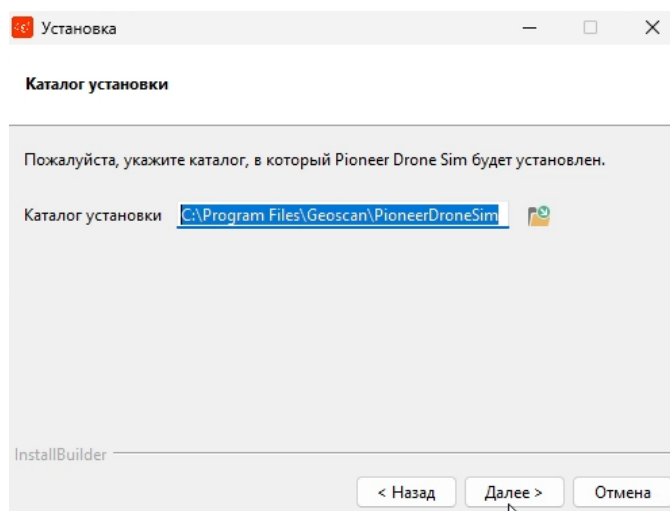 Установка
Каталог установки
Пожалуйста, укажите каталог, в который Pioneer Drone Sim будет установлен.
Каталог установки C:\Program Files\Geoscan\PioneerDroneSim
InstallBuilder
< Назад Далее > Отмена